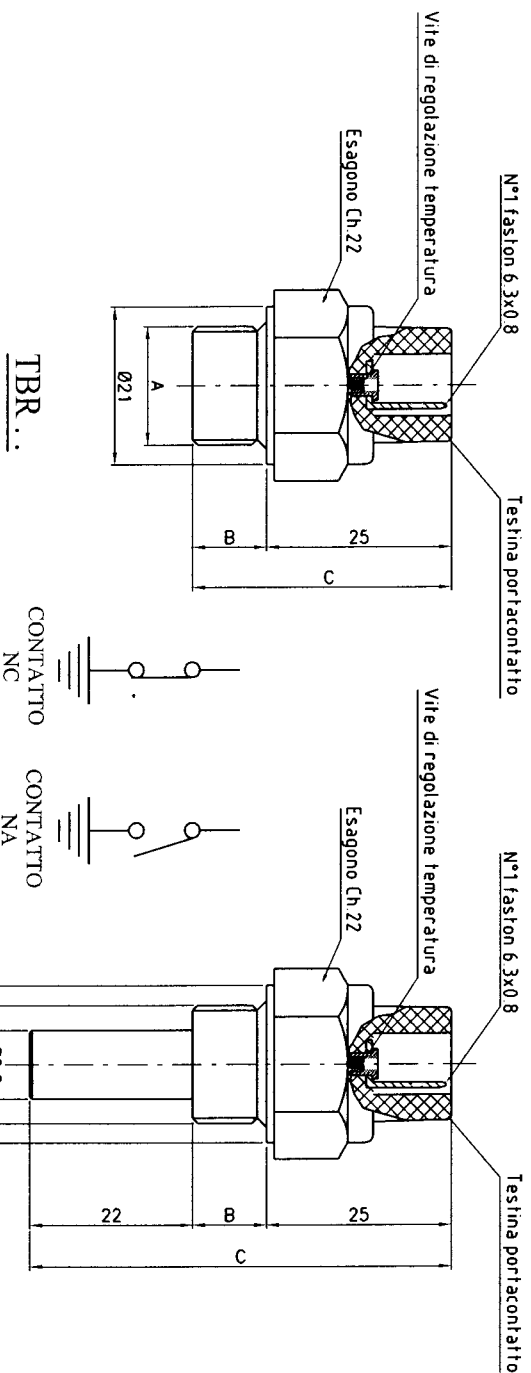 N°1 faston 6.3x0.8
Vite di regolazione temperatura
Esagono Ch.22
Testina portacontatto
A
Ø21
B
25
C
TBR..
CONTATTO
NC
CONTATTO
NA
N°1 faston 6.3x0.8
Vite di regolazione temperatura
Esagono Ch.22
Testina portacontatto
22
B
25
C